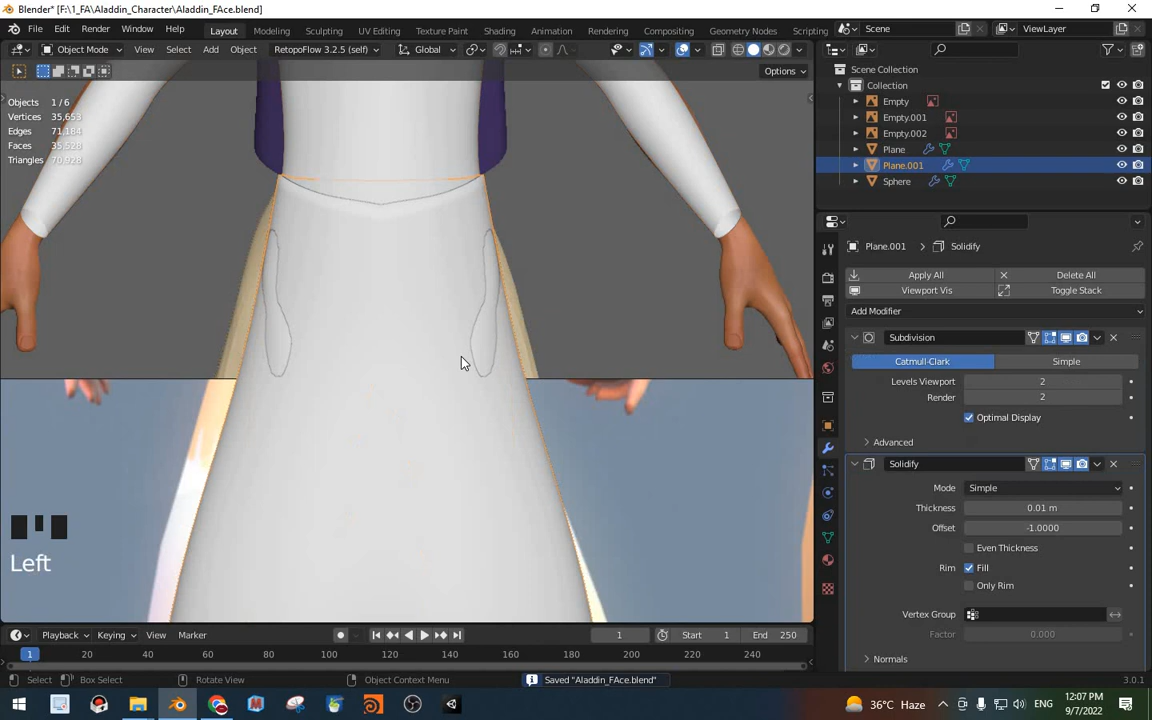 Blender* [F:\1_FA\Aladdin_Character\Aladdin_FAce.blend]
File Edit Render Window Help Layout Modeling Sculpting UV Editing Texture Paint Shading Animation Rendering Compositing Geometry Nodes Scripting Scene ViewLayer
Object Mode View Select Add Object RetopoFlow 3.2.5 (self) Global
Options
Objects 1/6
Vertices 35,653
Edges 71,184
Faces 35,528
Triangles 70,928
Left
Scene Collection
Collection
Empty
Empty.001
Empty.002
Plane
Plane.001
Sphere
Plane.001 Solidify
Apply All Delete All
Viewport Vis Toggle Stack
Add Modifier
Subdivision
Catmull-Clark Simple
Levels Viewport 2
Render 2
Optimal Display
Advanced
Solidify
Mode Simple
Thickness 0.01 m
Offset -1.0000
Even Thickness
Rim Fill
Only Rim
Vertex Group
Factor 0.000
Normals
Playback Keying View Marker 1 Start 1 End 250
1 20 40 60 80 100 120 140 160 180 200 220 240
Select Box Select Rotate View Object Context Menu Saved "Aladdin_FAce.blend" 3.0.1
36°C Haze ENG 12:07 PM 9/7/2022